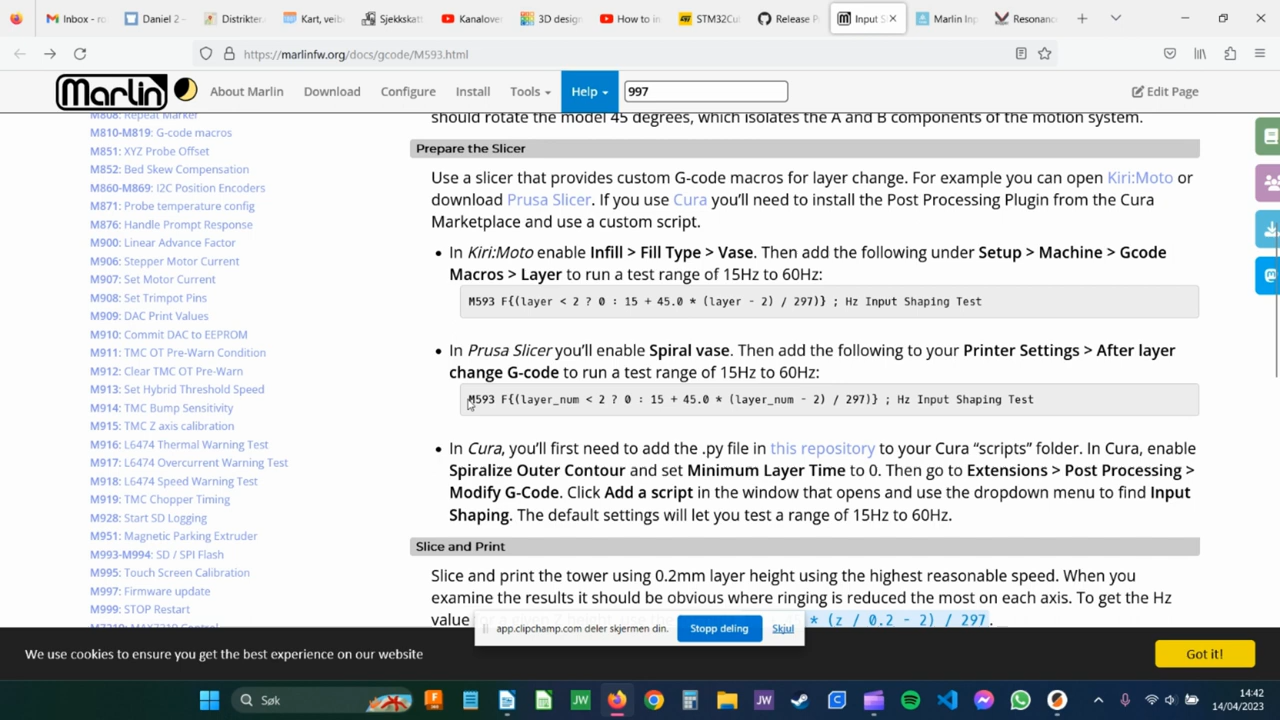 Inbox - ro
Daniel 2 –
Distrikter
Kart, veib
Sjekkskatt
Kanalover
3D design
How to in
STM32Cu
Release P
Input S
Marlin Inp
Resonanc
https://marlinfw.org/docs/gcode/M593.html
Marlin
About Marlin
Download
Configure
Install
Tools
Help
997
Edit Page
M808: Repeat Marker
M810-M819: G-code macros
M851: XYZ Probe Offset
M852: Bed Skew Compensation
M860-M869: I2C Position Encoders
M871: Probe temperature config
M876: Handle Prompt Response
M900: Linear Advance Factor
M906: Stepper Motor Current
M907: Set Motor Current
M908: Set Trimpot Pins
M909: DAC Print Values
M910: Commit DAC to EEPROM
M911: TMC OT Pre-Warn Condition
M912: Clear TMC OT Pre-Warn
M913: Set Hybrid Threshold Speed
M914: TMC Bump Sensitivity
M915: TMC Z axis calibration
M916: L6474 Thermal Warning Test
M917: L6474 Overcurrent Warning Test
M918: L6474 Speed Warning Test
M919: TMC Chopper Timing
M928: Start SD Logging
M951: Magnetic Parking Extruder
M993-M994: SD / SPI Flash
M995: Touch Screen Calibration
M997: Firmware update
M999: STOP Restart
should rotate the model 45 degrees, which isolates the A and B components of the motion system.
Prepare the Slicer
Use a slicer that provides custom G-code macros for layer change. For example you can open Kiri:Moto or
download Prusa Slicer. If you use Cura you’ll need to install the Post Processing Plugin from the Cura
Marketplace and use a custom script.
• In Kiri:Moto enable Infill > Fill Type > Vase. Then add the following under Setup > Machine > Gcode
Macros > Layer to run a test range of 15Hz to 60Hz:
M593 F{(layer < 2 ? 0 : 15 + 45.0 * (layer - 2) / 297)} ; Hz Input Shaping Test
• In Prusa Slicer you’ll enable Spiral vase. Then add the following to your Printer Settings > After layer
change G-code to run a test range of 15Hz to 60Hz:
M593 F{(layer_num < 2 ? 0 : 15 + 45.0 * (layer_num - 2) / 297)} ; Hz Input Shaping Test
• In Cura, you’ll first need to add the .py file in this repository to your Cura “scripts” folder. In Cura, enable
Spiralize Outer Contour and set Minimum Layer Time to 0. Then go to Extensions > Post Processing >
Modify G-Code. Click Add a script in the window that opens and use the dropdown menu to find Input
Shaping. The default settings will let you test a range of 15Hz to 60Hz.
Slice and Print
Slice and print the tower using 0.2mm layer height using the highest reasonable speed. When you
examine the results it should be obvious where ringing is reduced the most on each axis. To get the Hz
value * (z / 0.2 - 2) / 297.
app.clipchamp.com deler skjermen din.
Stopp deling
Skjul
We use cookies to ensure you get the best experience on our website
Got it!
Søk
JW
JW
14:42
14/04/2023